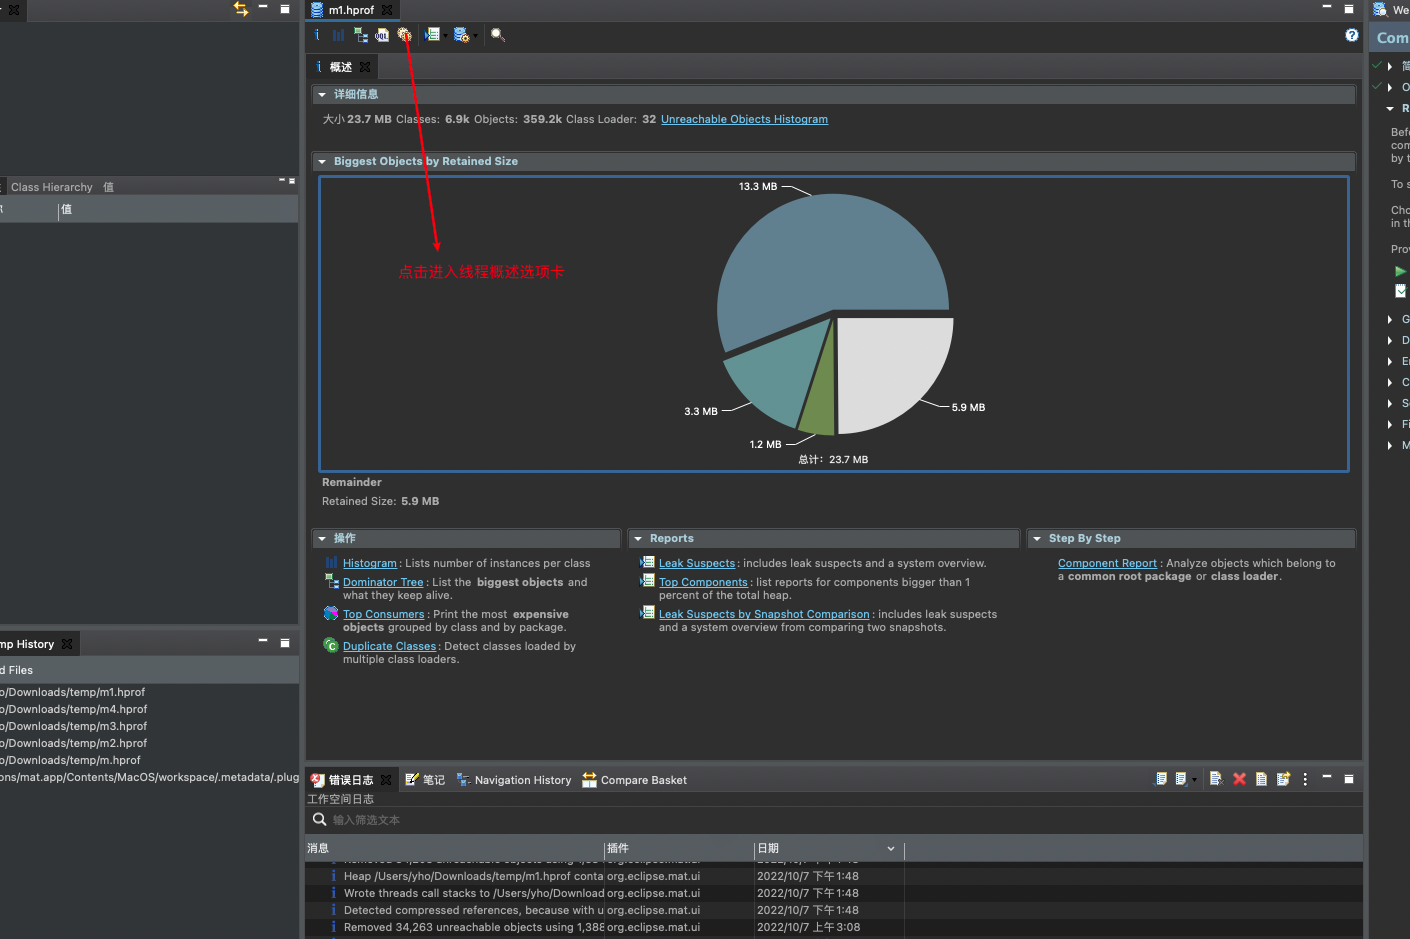 m1.hprof
We
Com
概述
详细信息
大小 23.7 MB Classes: 6.9k Objects: 359.2k Class Loader: 32 Unreachable Objects Histogram
Biggest Objects by Retained Size
13.3 MB
3.3 MB
1.2 MB
5.9 MB
总计: 23.7 MB
点击进入线程概述选项卡
Remainder
Retained Size: 5.9 MB
操作
Histogram: Lists number of instances per class
Dominator Tree: List the biggest objects and
what they keep alive.
Top Consumers: Print the most expensive
objects grouped by class and by package.
Duplicate Classes: Detect classes loaded by
multiple class loaders.
Reports
Leak Suspects: includes leak suspects and a system overview.
Top Components: list reports for components bigger than 1
percent of the total heap.
Leak Suspects by Snapshot Comparison: includes leak suspects
and a system overview from comparing two snapshots.
Step By Step
Component Report: Analyze objects which belong to
a common root package or class loader.
Class Hierarchy 值
值
mp History
d Files
o/Downloads/temp/m1.hprof
o/Downloads/temp/m4.hprof
o/Downloads/temp/m3.hprof
o/Downloads/temp/m2.hprof
o/Downloads/temp/m.hprof
ons/mat.app/Contents/MacOS/workspace/.metadata/.plug
错误日志 笔记 Navigation History Compare Basket
工作空间日志
输入筛选文本
消息 插件 日期
Heap /Users/yho/Downloads/temp/m1.hprof conta org.eclipse.mat.ui 2022/10/7 下午1:48
Wrote threads call stacks to /Users/yho/Download org.eclipse.mat.ui 2022/10/7 下午1:48
Detected compressed references, because with u org.eclipse.mat.ui 2022/10/7 下午1:48
Removed 34,263 unreachable objects using 1,388 org.eclipse.mat.ui 2022/10/7 上午3:08
O
R
Befo
com
by t
To s
Cho
in th
Prov
G
D
E
C
S
Fi
M